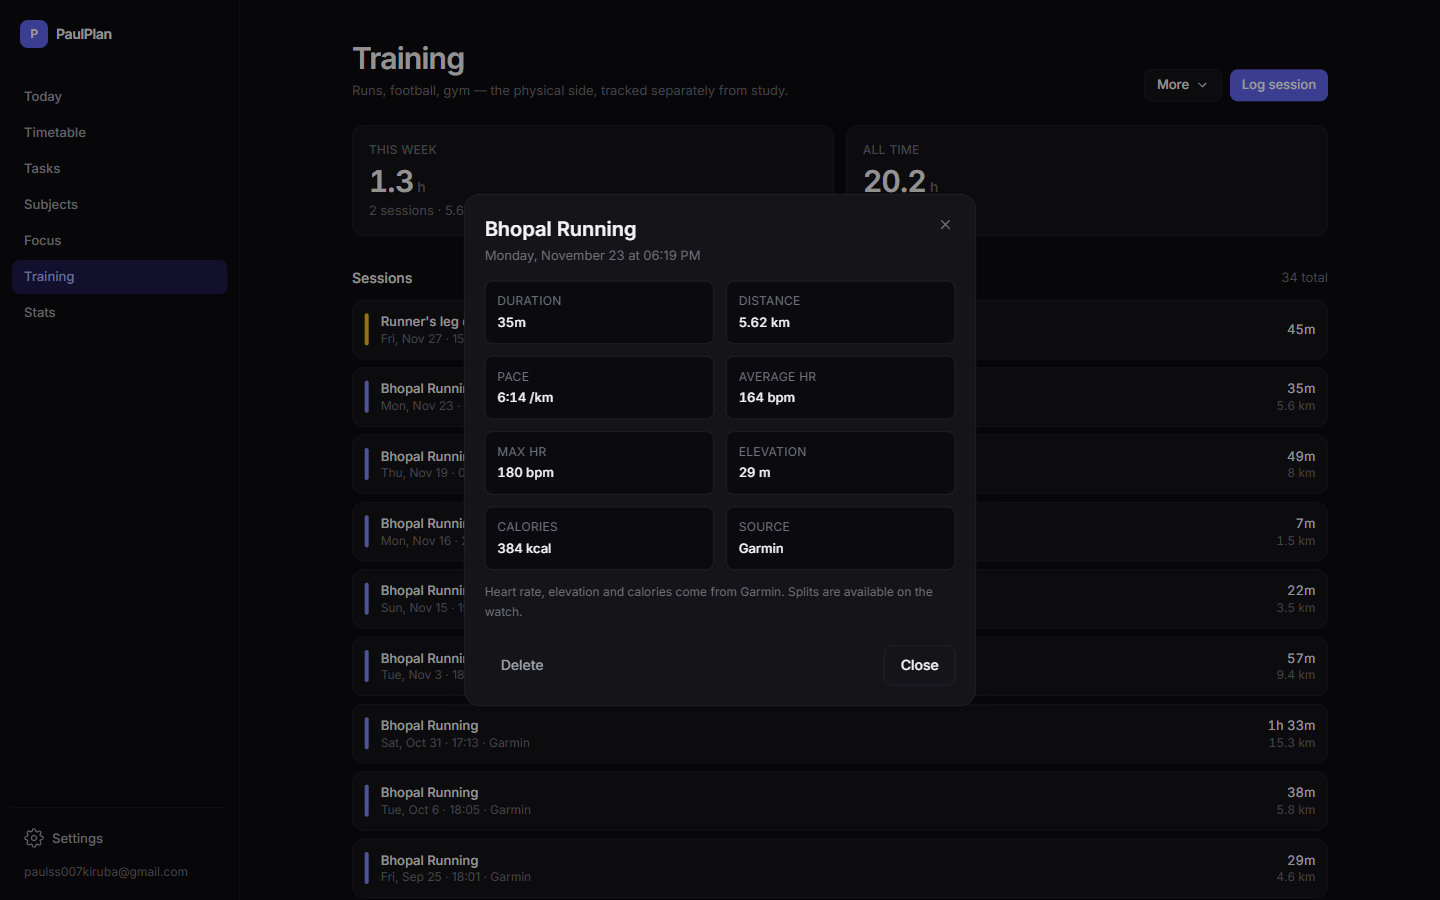 P PaulPlan
Today
Timetable
Tasks
Subjects
Focus
Training
Stats
Settings
paulss007kiruba@gmail.com
Training
Runs, football, gym — the physical side, tracked separately from study.
More
Log session
THIS WEEK
1.3 h
2 sessions · 5.6
ALL TIME
20.2 h
Sessions
34 total
Runner's leg
Fri, Nov 27 · 15
45m
Bhopal
Mon, Nov 23 ·
35m
5.6 km
Bhopal
Thu, Nov 19 · 0
49m
8 km
Bhopal
Mon, Nov 16 ·
7m
1.5 km
Bhopal
Sun, Nov 15 · 1
22m
3.5 km
Bhopal
Tue, Nov 3 · 18
57m
9.4 km
Bhopal Running
Sat, Oct 31 · 17:13 · Garmin
1h 33m
15.3 km
Bhopal Running
Tue, Oct 6 · 18:05 · Garmin
38m
5.8 km
Bhopal Running
Fri, Sep 25 · 18:01 · Garmin
29m
4.6 km
Bhopal Running
Monday, November 23 at 06:19 PM
DURATION
35m
DISTANCE
5.62 km
PACE
6:14 /km
AVERAGE HR
164 bpm
MAX HR
180 bpm
ELEVATION
29 m
CALORIES
384 kcal
SOURCE
Garmin
Heart rate, elevation and calories come from Garmin. Splits are available on the
watch.
Delete
Close